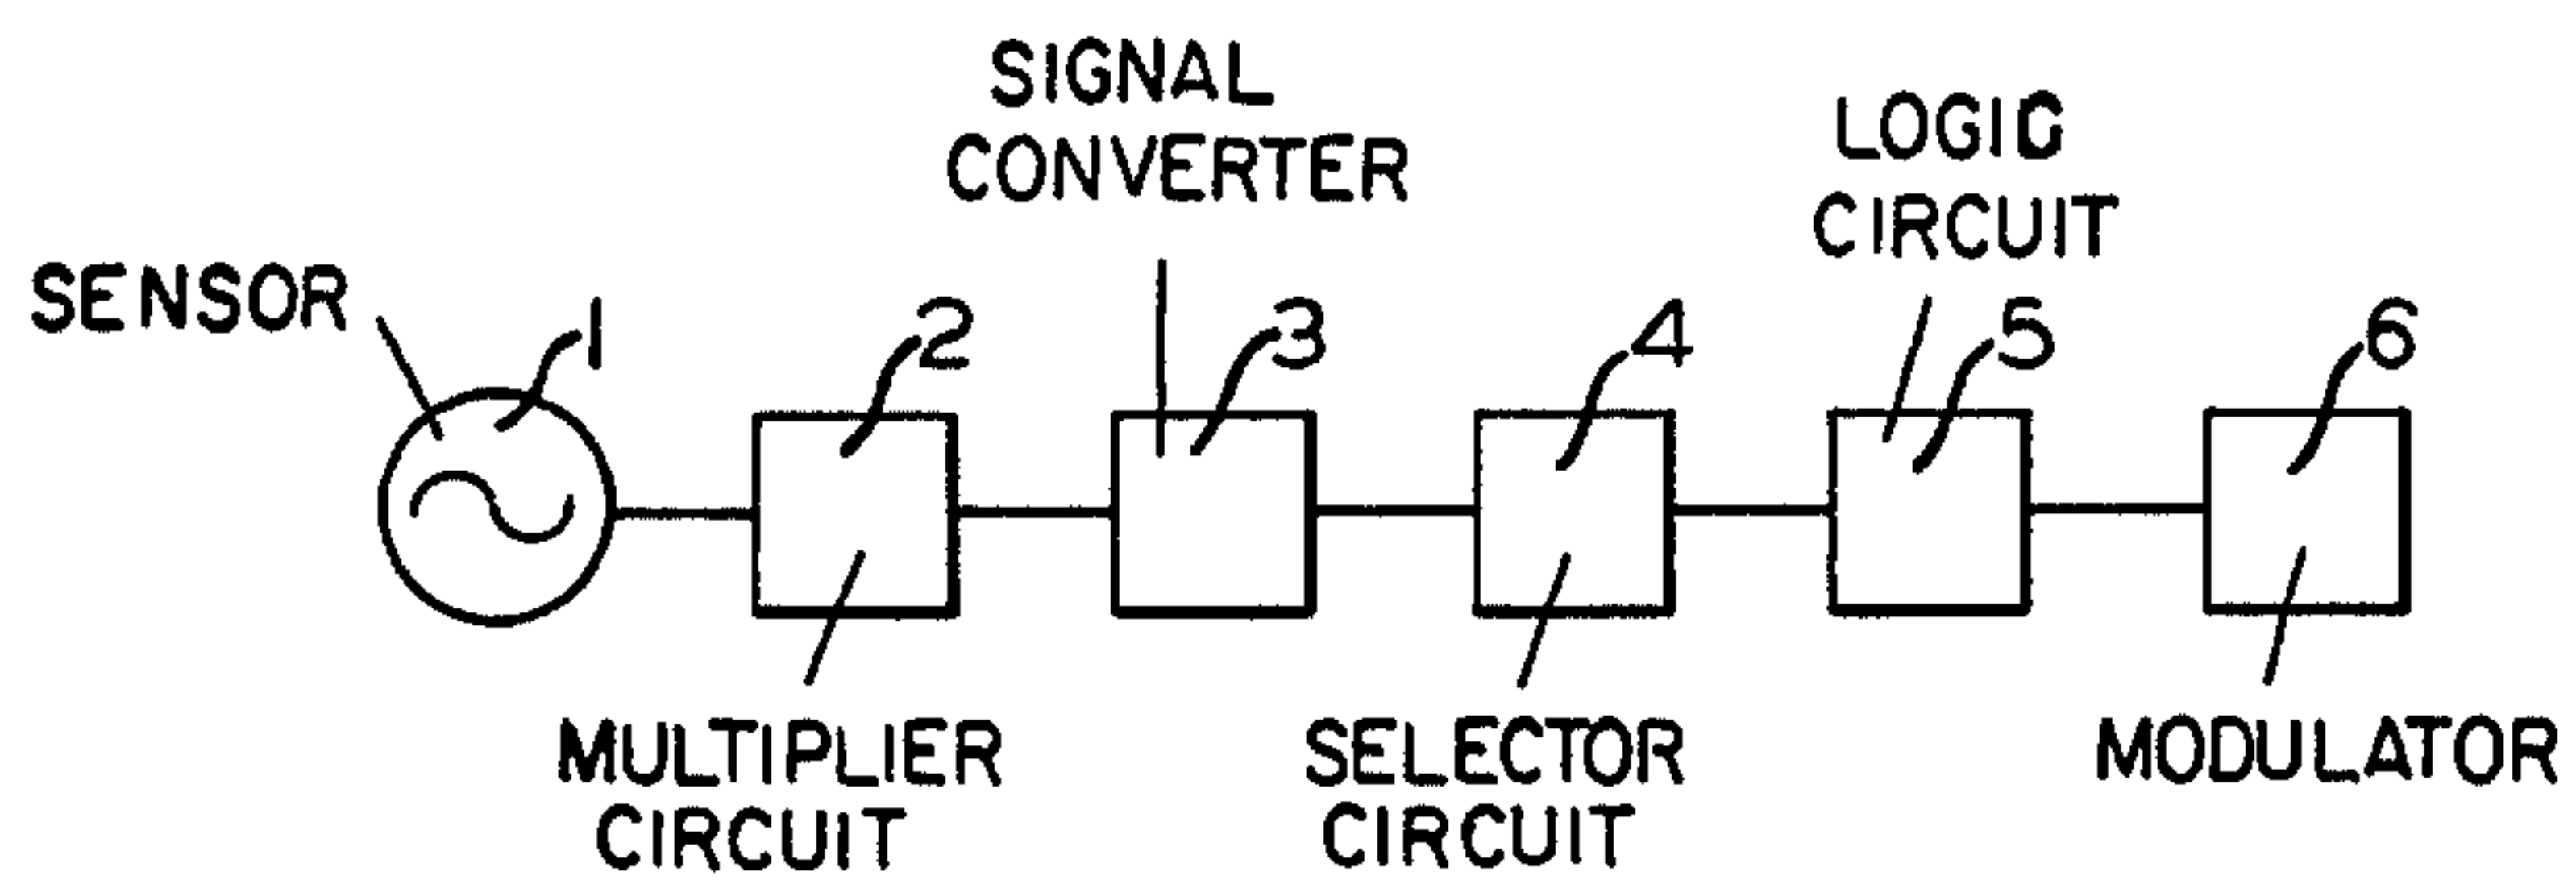 SIGNAL
CONVERTER
LOGIC
CIRCUIT
SENSOR
1
2
3
4
5
6
MULTIPLIER
CIRCUIT
SELECTOR
CIRCUIT
MODULATOR